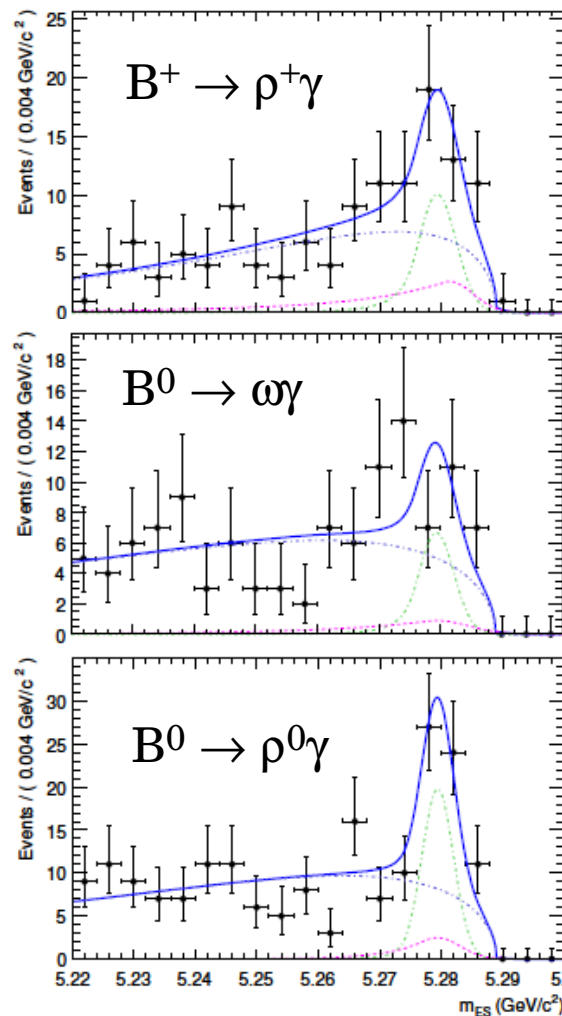 Events / ( 0.004 GeV/c² )
25
20
15
10
5
0
B⁺ → ρ⁺γ
Events / ( 0.004 GeV/c² )
18
16
14
12
10
8
6
4
2
0
B⁰ → ωγ
Events / ( 0.004 GeV/c² )
30
25
20
15
10
5
0
B⁰ → ρ⁰γ
5.22 5.23 5.24 5.25 5.26 5.27 5.28 5.29 5.
m_ES (GeV/c²)